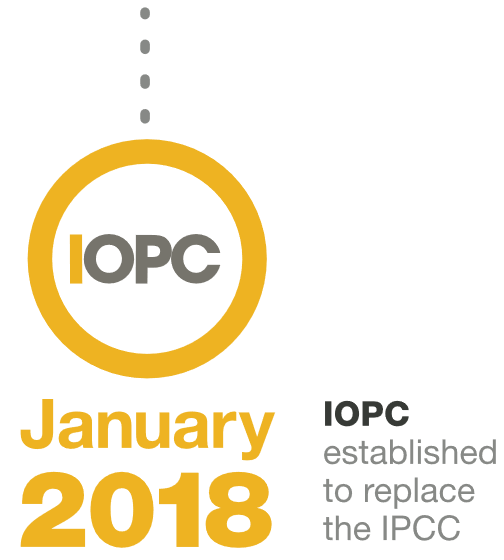 IOPC
January
2018
IOPC
established
to replace
the IPCC